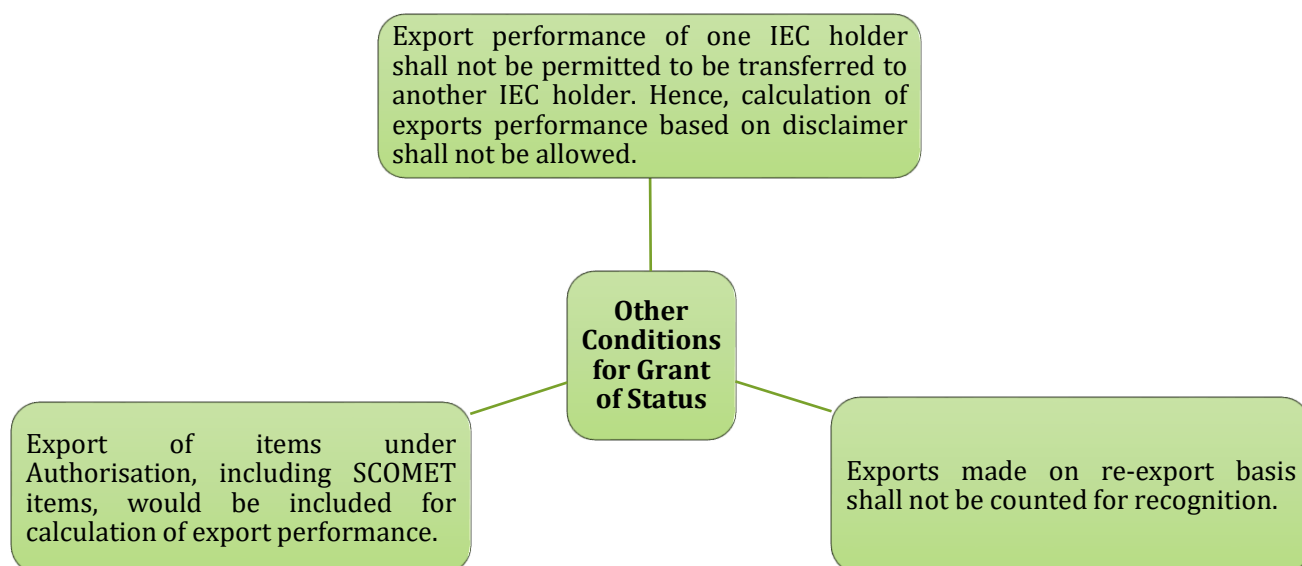 Export performance of one IEC holder
shall not be permitted to be transferred to
another IEC holder. Hence, calculation of
exports performance based on disclaimer
shall not be allowed.
Other
Conditions
for Grant
of Status
Export of items under
Authorisation, including SCOMET
items, would be included for
calculation of export performance.
Exports made on re-export basis
shall not be counted for recognition.